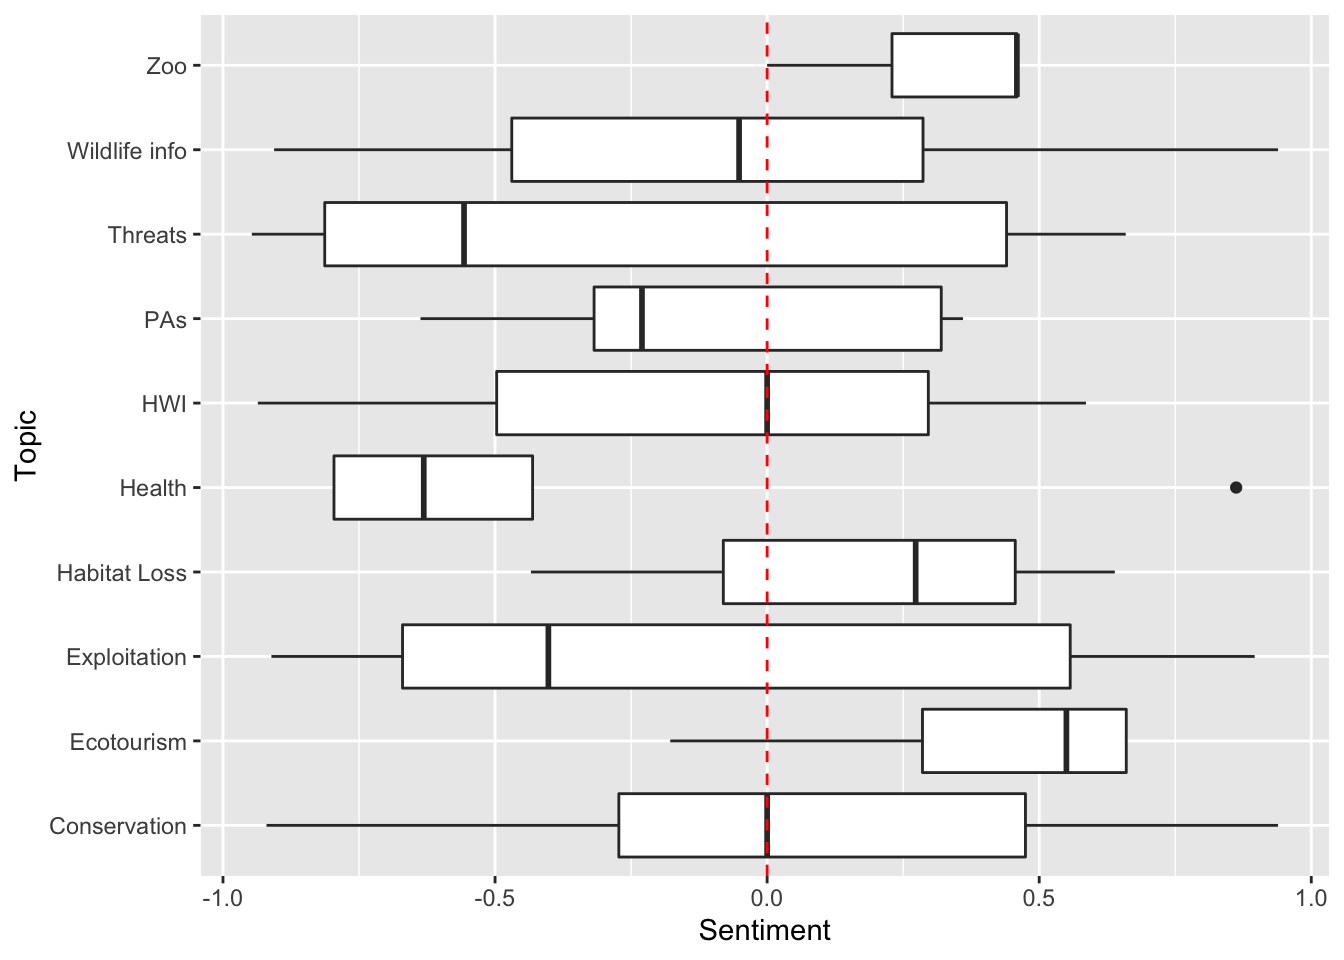 Topic
Zoo
Wildlife info
Threats
PAs
HWI
Health
Habitat Loss
Exploitation
Ecotourism
Conservation
-1.0 -0.5 0.0 0.5 1.0
Sentiment